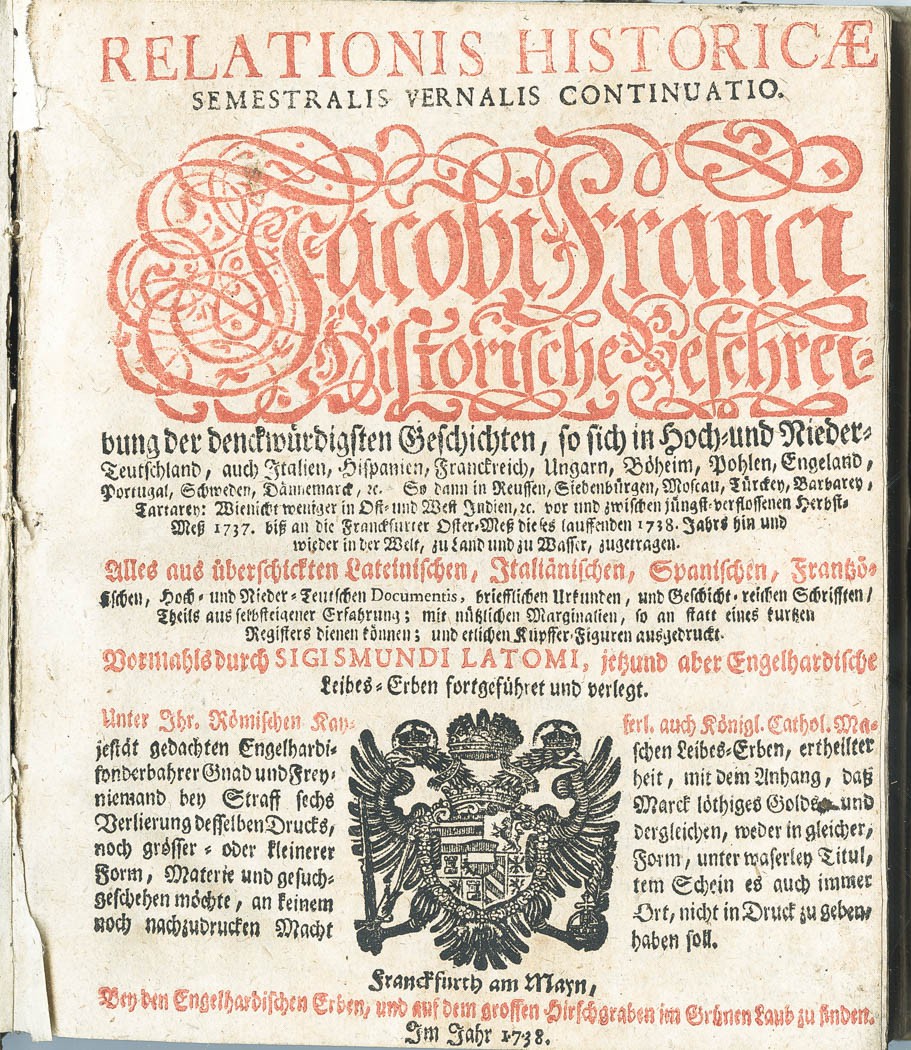 RELATIONIS HISTORICÆ
SEMESTRALIS VERNALIS CONTINUATIO.
Jacobi Franci
Historische Beschrei-
bung der denckwürdigsten Geschichten, so sich in Hoch-und Nieder-
Teutschland, auch Italien, Hispanien, Franckreich, Ungarn, Böheim, Pohlen, Engeland,
Portugal, Schweden, Dännemarck, ꝛc. So dann in Reussen, Siebenbürgen, Moscau, Türckey, Barbarey,
Tartarey: Wie nicht weniger in Ost- und West Indien, ꝛc. vor und zwischen jüngst-verflossenen Herbst-
Meß 1737. biß an die Franckfurter Oster-Meß dieses lauffenden 1738. Jahrs hin und
wieder in der Welt, zu Land und zu Wasser, zugetragen.
Alles aus überschickten Lateinischen, Italiänischen, Spanischen, Frantzö-
sischen, Hoch- und Nieder-Teutschen Documentis, brieflichen Urkunden, und Geschicht-reichen Schrifften/
Theils aus selbsteigener Erfahrung; mit nützlichen Marginalien, so an statt eines kurtzen
Registers dienen können; und etlichen Kupffer-Figuren ausgedruckt.
Vormahls durch SIGISMUNDI LATOMI, jetzund aber Engelhardische
Leibes-Erben fortgeführet und verlegt.
Unter Ihr. Römischen Kay- serl. auch Königl. Cathol. Ma-
jestät gedachten Engelhardi- schen Leibes-Erben, ertheilter
sonderbahrer Gnad und Frey- heit, mit dem Anhang, daß
niemand bey Straff sechs Marck löthiges Golds und
Verlierung desselben Drucks, dergleichen, weder in gleicher,
noch grösser- oder kleinerer Form, unter waserley Titul,
Form, Materie und gesuch- tem Schein es auch immer
geschehen möchte, an keinem Ort, nicht in Druck zu geben,
noch nachzudrucken Macht haben soll.
Franckfurth am Mayn,
Bey den Engelhardischen Erben, und auf dem grossen Hirschgraben im Grünen Laub zu finden.
Im Jahr 1738.